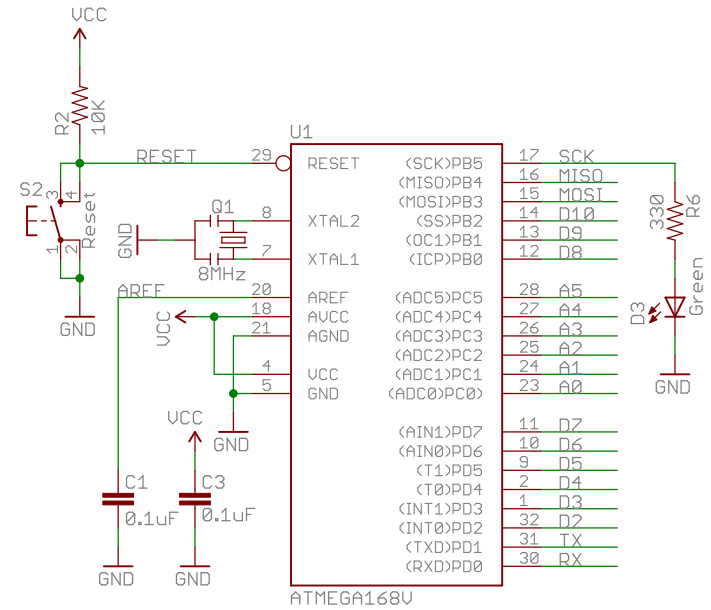 VCC
R2
10K
RESET
S2
3
4
1
2
Reset
GND
U1
29
RESET
Q1
8
XTAL2
GND
7
XTAL1
8MHz
AREF
20
AREF
VCC
18
AVCC
21
AGND
4
VCC
5
GND
GND
VCC
C1
0.1uF
GND
C3
0.1uF
GND
(SCK)PB5
17
SCK
(MISO)PB4
16
MISO
(MOSI)PB3
15
MOSI
(SS)PB2
14
D10
(OC1)PB1
13
D9
(ICP)PB0
12
D8
(ADC5)PC5
28
A5
(ADC4)PC4
27
A4
(ADC3)PC3
26
A3
(ADC2)PC2
25
A2
(ADC1)PC1
24
A1
(ADC0)PC0)
23
A0
(AIN1)PD7
11
D7
(AIN0)PD6
10
D6
(T1)PD5
9
D5
(T0)PD4
2
D4
(INT1)PD3
1
D3
(INT0)PD2
32
D2
(TXD)PD1
31
TX
(RXD)PD0
30
RX
330
R6
D3
Green
GND
ATMEGA168V